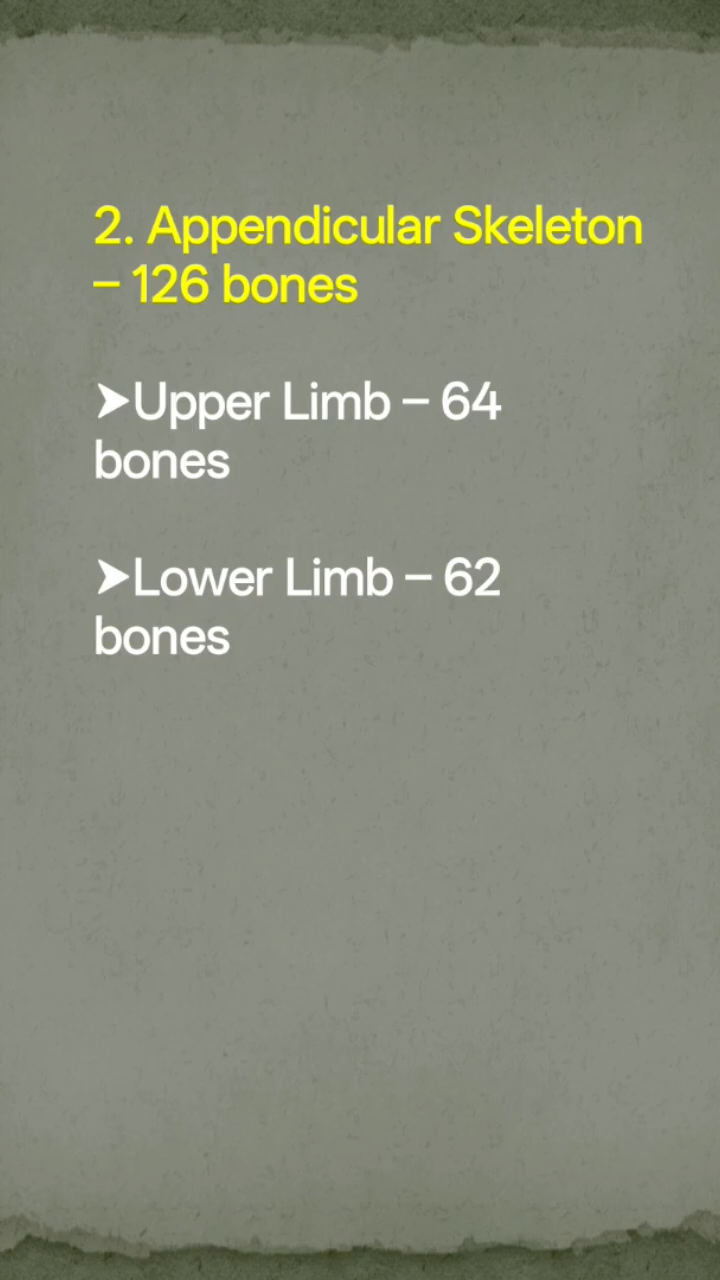 2. Appendicular Skeleton
– 126 bones
➤Upper Limb – 64
bones
➤Lower Limb – 62
bones